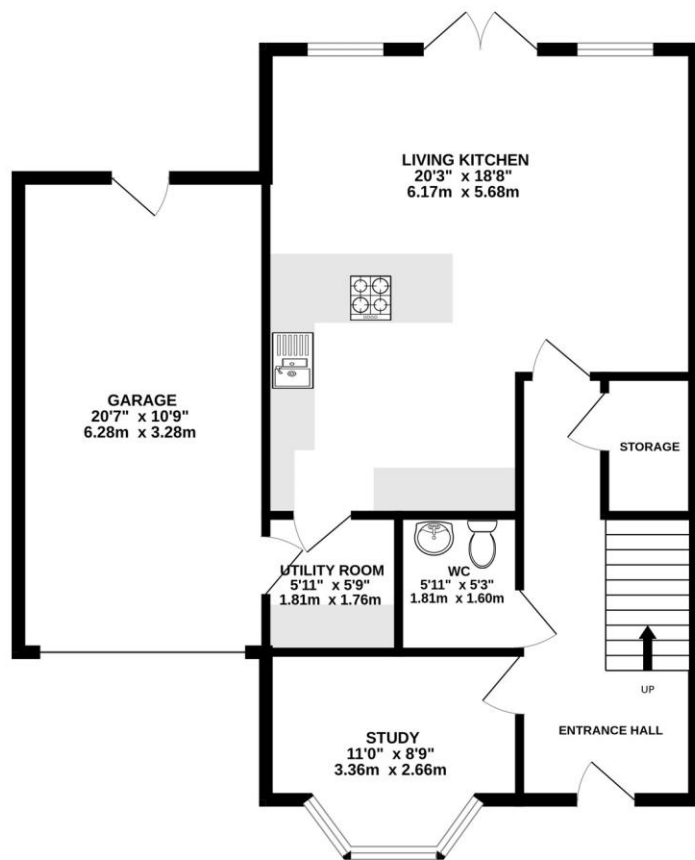 LIVING KITCHEN
20'3" x 18'8"
6.17m x 5.68m
GARAGE
20'7" x 10'9"
6.28m x 3.28m
STORAGE
UTILITY ROOM
5'11" x 5'9"
1.81m x 1.76m
WC
5'11" x 5'3"
1.81m x 1.60m
UP
ENTRANCE HALL
STUDY
11'0" x 8'9"
3.36m x 2.66m